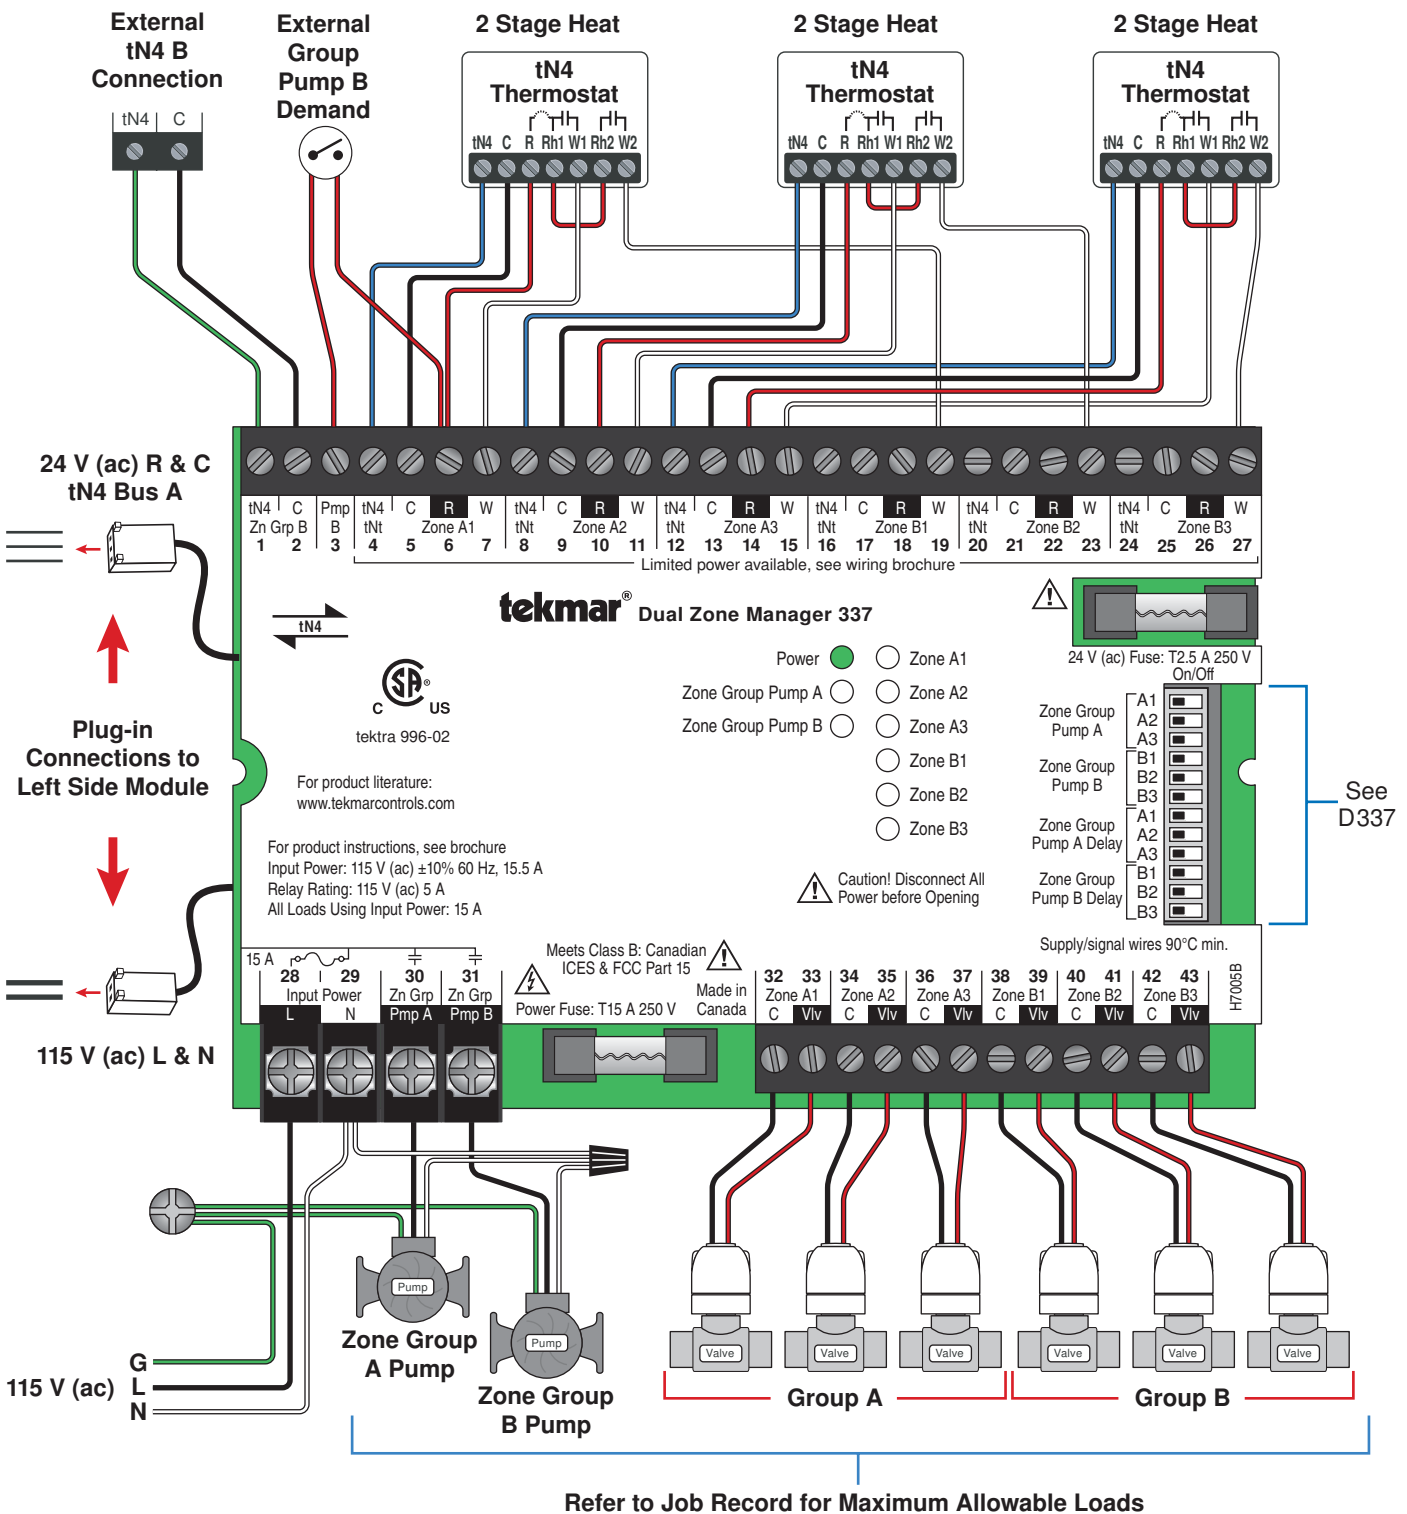 External
tN4 B
Connection
External
Group
Pump B
Demand
2 Stage Heat
2 Stage Heat
2 Stage Heat
tN4 C
tN4
Thermostat
tN4 C R Rh1 W1 Rh2 W2
tN4
Thermostat
tN4 C R Rh1 W1 Rh2 W2
tN4
Thermostat
tN4 C R Rh1 W1 Rh2 W2
24 V (ac) R & C
tN4 Bus A
Plug-in
Connections to
Left Side Module
115 V (ac) L & N
tN4 C Pmp tN4 C R W tN4 C R W tN4 C R W tN4 C R W tN4 C R W tN4 C R W
Zn Grp B B tNt Zone A1 tNt Zone A2 tNt Zone A3 tNt Zone B1 tNt Zone B2 tNt Zone B3
1 2 3 4 5 6 7 8 9 10 11 12 13 14 15 16 17 18 19 20 21 22 23 24 25 26 27
Limited power available, see wiring brochure
tN4
tekmar® Dual Zone Manager 337
C SA® US
tektra 996-02
For product literature:
www.tekmarcontrols.com
For product instructions, see brochure
Input Power: 115 V (ac) ±10% 60 Hz, 15.5 A
Relay Rating: 115 V (ac) 5 A
All Loads Using Input Power: 15 A
Power
Zone Group Pump A
Zone Group Pump B
Zone A1
Zone A2
Zone A3
Zone B1
Zone B2
Zone B3
Caution! Disconnect All
Power before Opening
24 V (ac) Fuse: T2.5 A 250 V
On/Off
Zone Group
Pump A
A1
A2
A3
Zone Group
Pump B
B1
B2
B3
Zone Group
Pump A Delay
A1
A2
A3
Zone Group
Pump B Delay
B1
B2
B3
See
D337
Supply/signal wires 90°C min.
H7005B
15 A
28 29 30 31
Input Power Zn Grp Zn Grp
L N Pmp A Pmp B
Meets Class B: Canadian
ICES & FCC Part 15
Power Fuse: T15 A 250 V
Made in
Canada
32 33 34 35 36 37 38 39 40 41 42 43
Zone A1 Zone A2 Zone A3 Zone B1 Zone B2 Zone B3
C Vlv C Vlv C Vlv C Vlv C Vlv C Vlv
Pump
Zone Group
A Pump
Pump
Zone Group
B Pump
115 V (ac)
G
L
N
Valve Valve Valve Valve Valve Valve
Group A Group B
Refer to Job Record for Maximum Allowable Loads